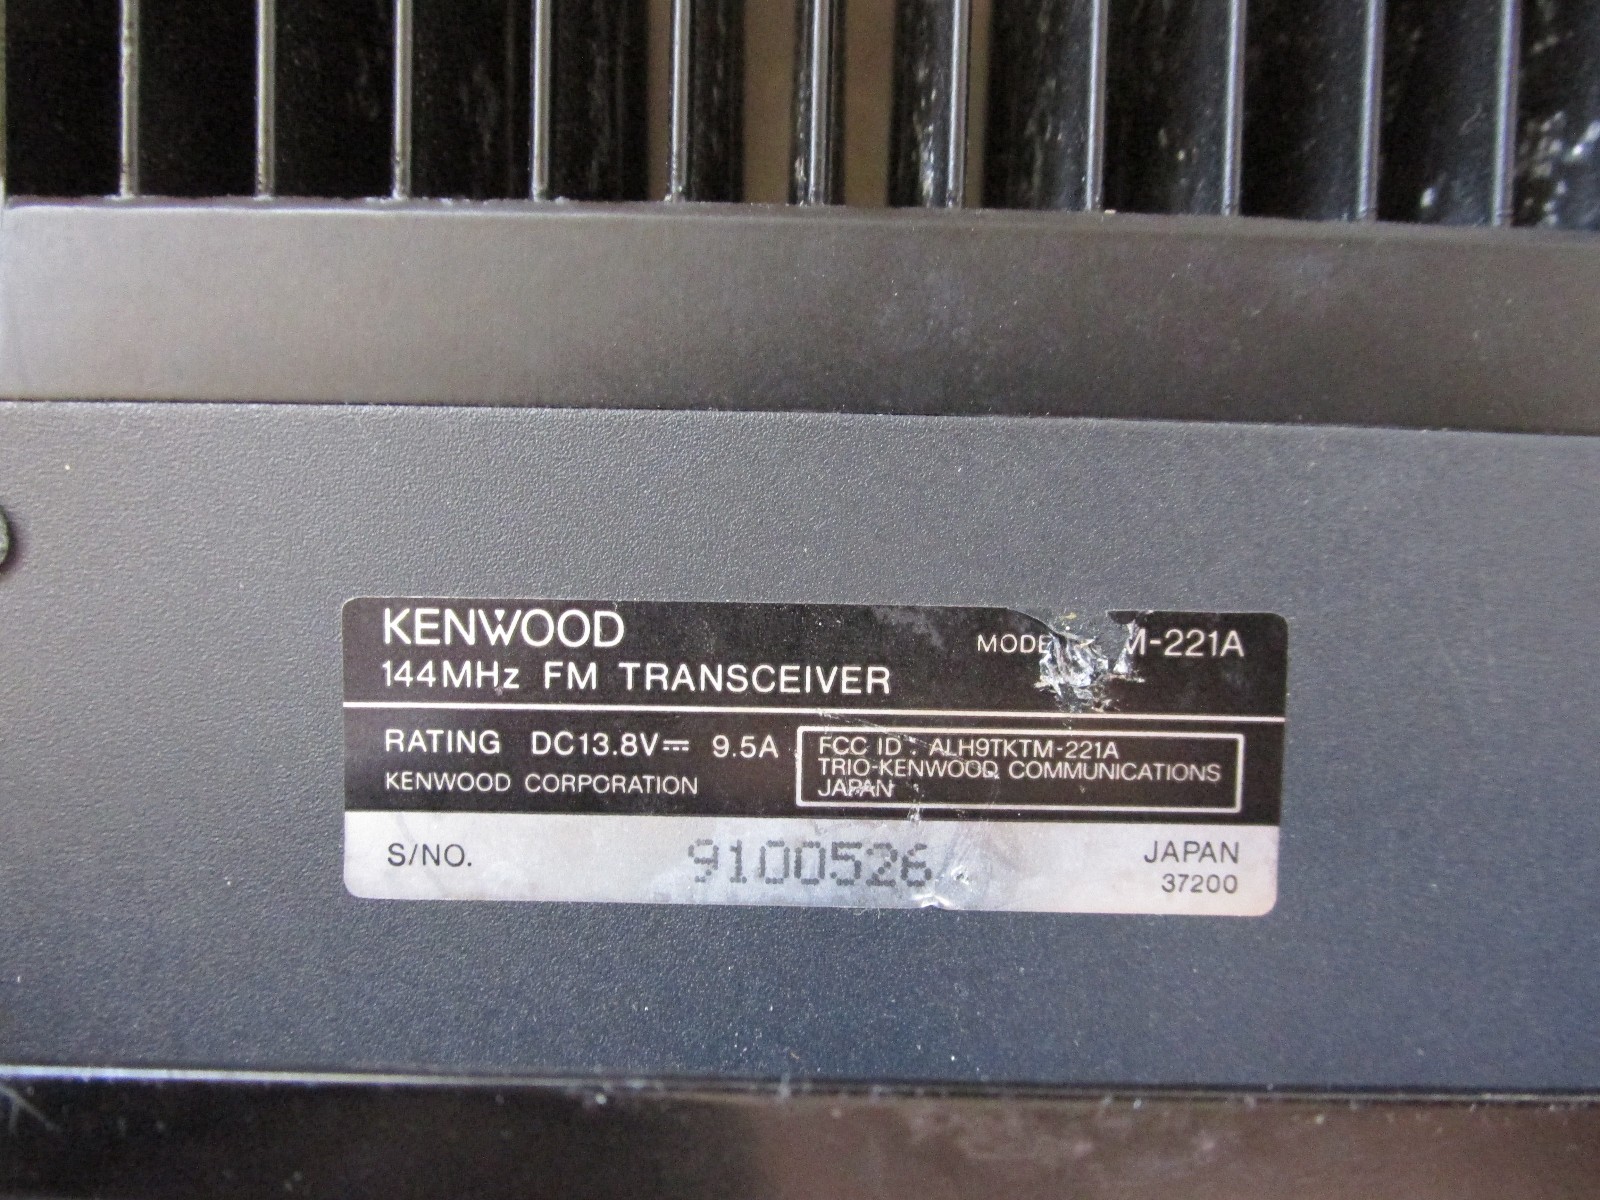 KENWOOD
144MHz FM TRANSCEIVER
M-221A
RATING DC13.8V⎓ 9.5A
KENWOOD CORPORATION
FCC ID : ALH9TKTM-221A
TRIO-KENWOOD COMMUNICATIONS
JAPAN
S/NO. 9100526
JAPAN
37200